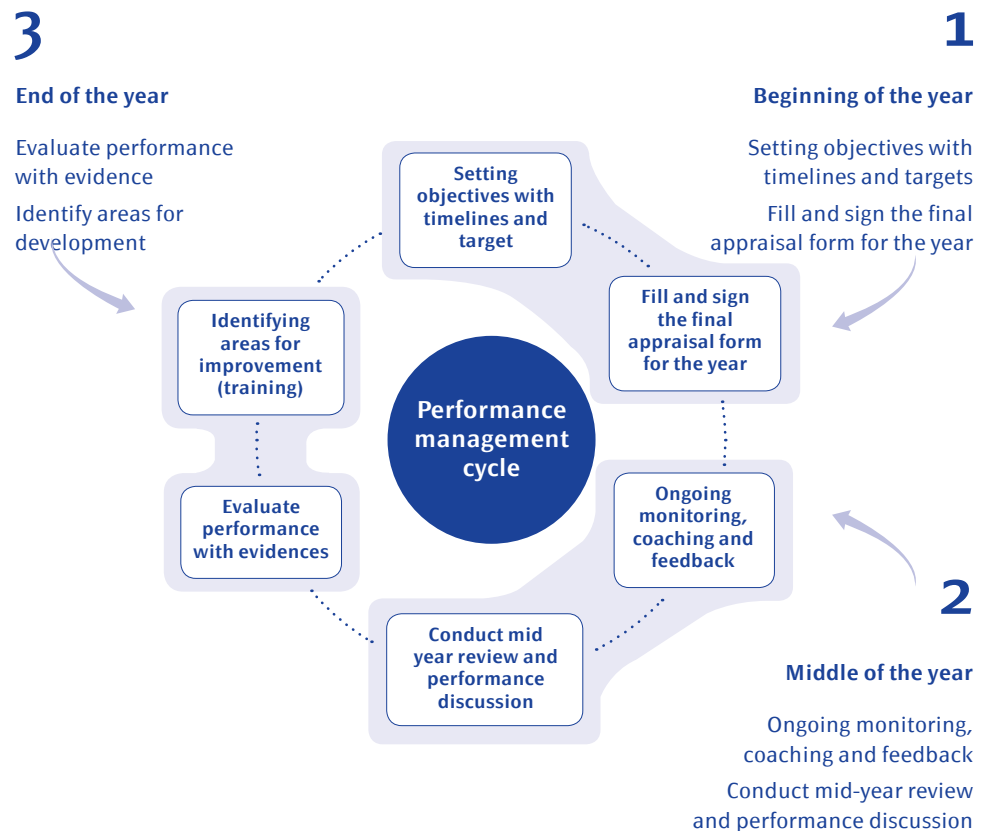 3
End of the year
Evaluate performance
with evidence
Identify areas for
development
1
Beginning of the year
Setting objectives with
timelines and targets
Fill and sign the final
appraisal form for the year
Setting
objectives with
timelines and
target
Fill and sign
the final
appraisal form
for the year
Identifying
areas for
improvement
(training)
Performance
management
cycle
Ongoing
monitoring,
coaching and
feedback
Evaluate
performance
with evidences
Conduct mid
year review and
performance
discussion
2
Middle of the year
Ongoing monitoring,
coaching and feedback
Conduct mid-year review
and performance discussion